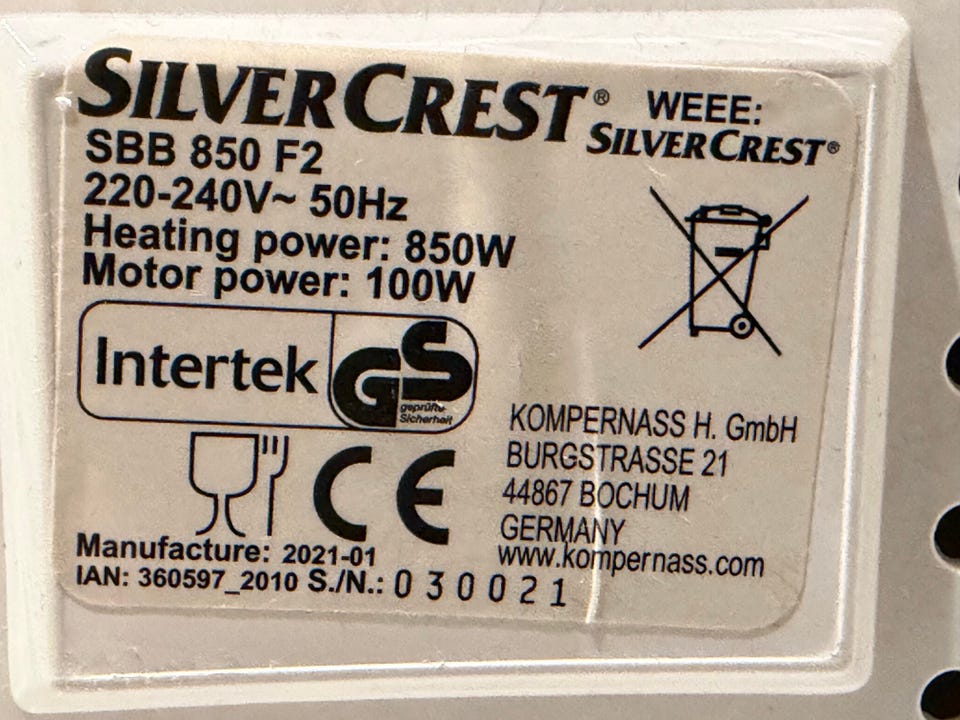 SILVERCREST®
SBB 850 F2
220-240V~ 50Hz
Heating power: 850W
Motor power: 100W
Intertek
GS
geprüfte
Sicherheit
CE
Manufacture: 2021-01
IAN: 360597_2010 S./N.: 030021
WEEE:
SILVERCREST®
KOMPERNASS H. GmbH
BURGSTRASSE 21
44867 BOCHUM
GERMANY
www.kompernass.com